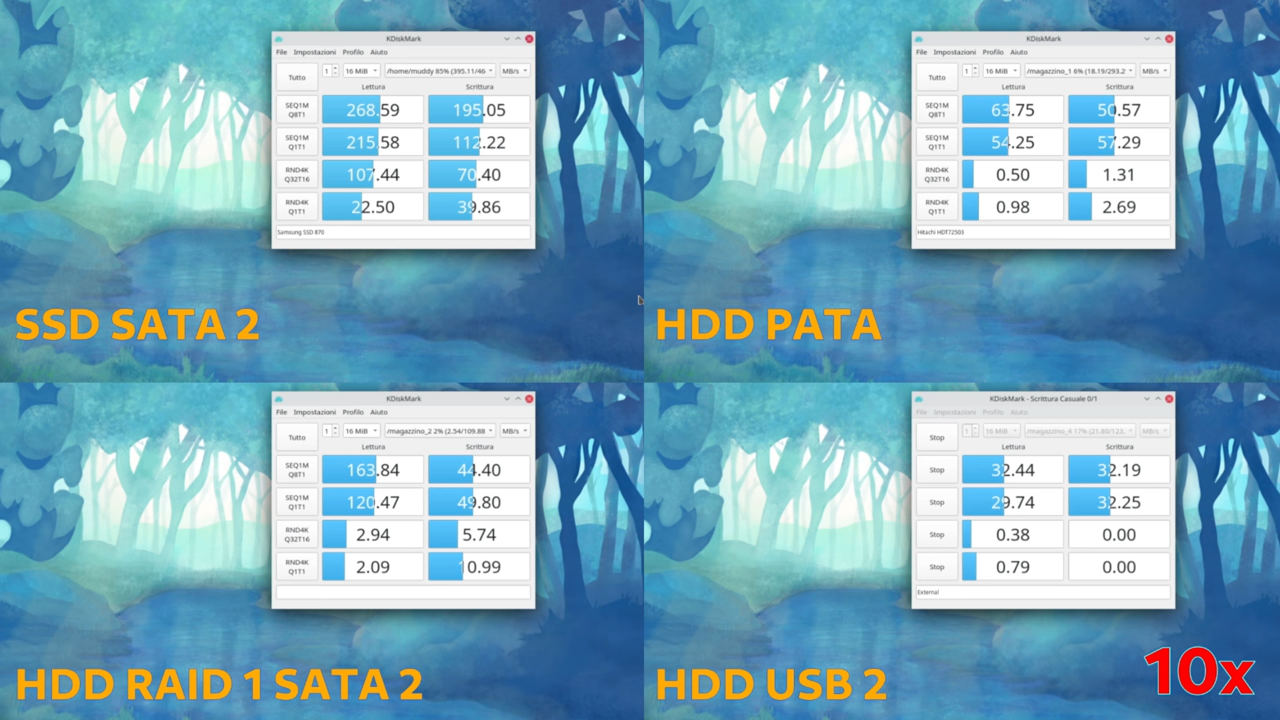 KDiskMark
File Impostazioni Profilo Aiuto
Tutto 1 16 MiB /home/muddy 85% (395.11/46 MB/s
Lettura Scrittura
SEQ1M Q8T1 268.59 195.05
SEQ1M Q1T1 215.58 112.22
RND4K Q32T16 107.44 70.40
RND4K Q1T1 22.50 39.86
Samsung SSD 870
SSD SATA 2
KDiskMark
File Impostazioni Profilo Aiuto
Tutto 1 16 MiB /magazzino_1 6% (18.19/293.2 MB/s
Lettura Scrittura
SEQ1M Q8T1 63.75 50.57
SEQ1M Q1T1 54.25 57.29
RND4K Q32T16 0.50 1.31
RND4K Q1T1 0.98 2.69
Hitachi HDT72503
HDD PATA
KDiskMark
File Impostazioni Profilo Aiuto
Tutto 1 16 MiB /magazzino_2 2% (2.54/109.88 MB/s
Lettura Scrittura
SEQ1M Q8T1 163.84 44.40
SEQ1M Q1T1 120.47 49.80
RND4K Q32T16 2.94 5.74
RND4K Q1T1 2.09 10.99
HDD RAID 1 SATA 2
KDiskMark - Scrittura Casuale 0/1
File Impostazioni Profilo Aiuto
Stop 1 16 MiB /magazzino_4 17% (21.80/123. MB/s
Lettura Scrittura
Stop 32.44 32.19
Stop 29.74 32.25
Stop 0.38 0.00
Stop 0.79 0.00
External
HDD USB 2
10x